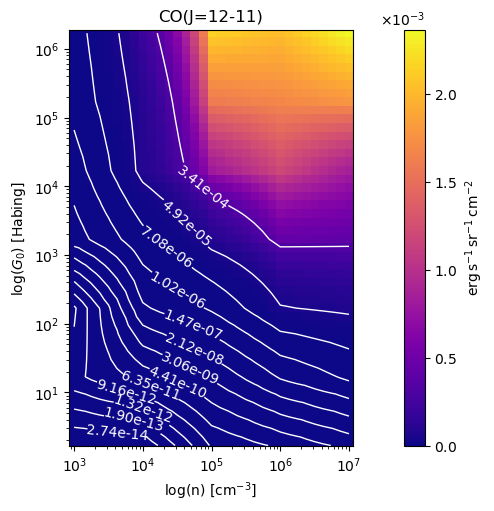 CO(J=12-11)
×10⁻³
10⁶
10⁵
10⁴
10³
10²
10¹
log(G₀) [Habing]
3.41e-04
4.92e-05
7.08e-06
1.02e-06
1.47e-07
2.12e-08
3.06e-09
4.41e-10
6.35e-11
9.16e-12
1.32e-12
1.90e-13
2.74e-14
10³ 10⁴ 10⁵ 10⁶ 10⁷
log(n) [cm⁻³]
2.0
1.5
1.0
0.5
0.0
erg s⁻¹ sr⁻¹ cm⁻²